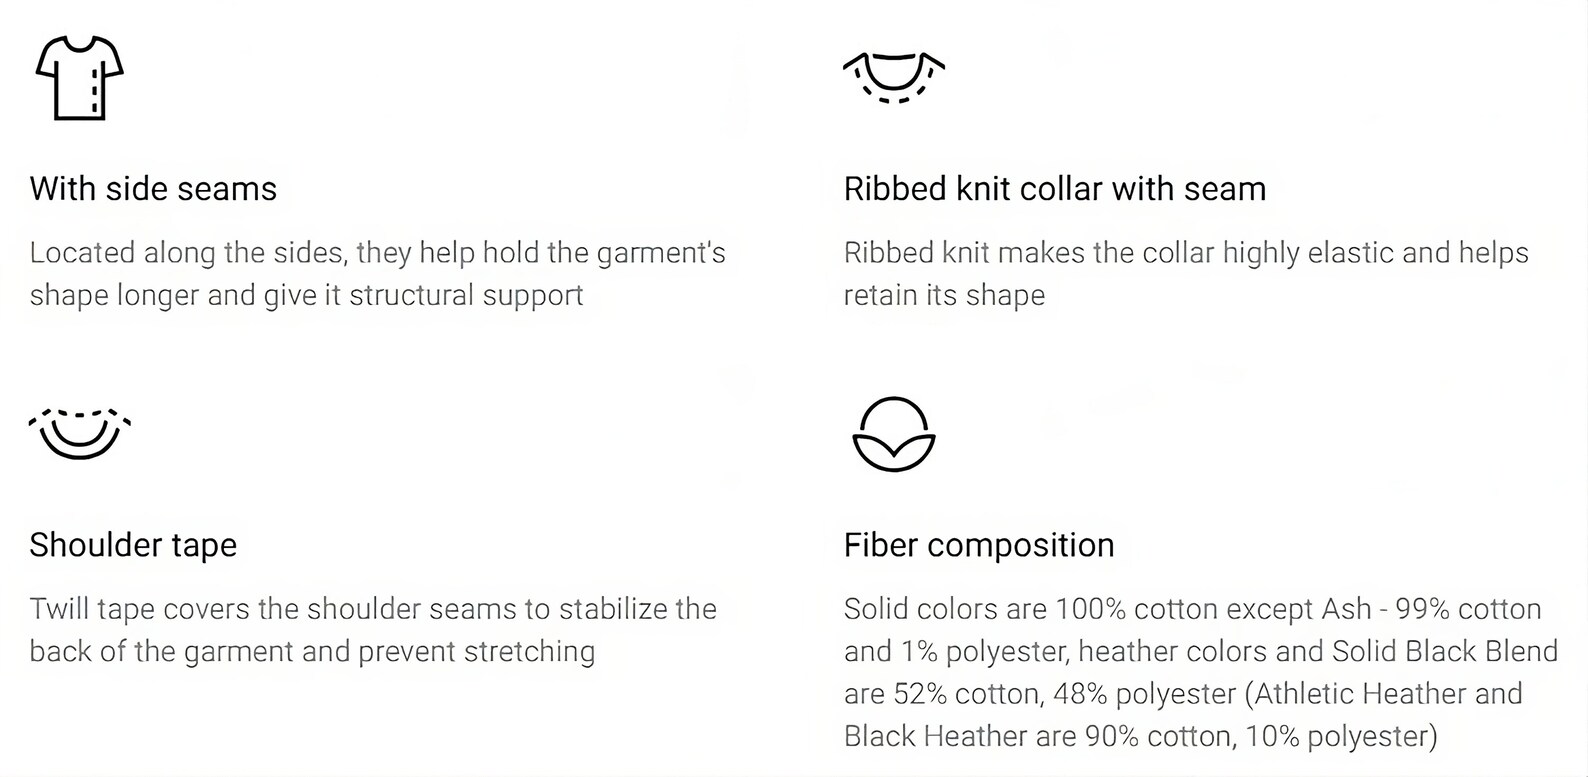 With side seams
Located along the sides, they help hold the garment's
shape longer and give it structural support
Ribbed knit collar with seam
Ribbed knit makes the collar highly elastic and helps
retain its shape
Shoulder tape
Twill tape covers the shoulder seams to stabilize the
back of the garment and prevent stretching
Fiber composition
Solid colors are 100% cotton except Ash - 99% cotton
and 1% polyester, heather colors and Solid Black Blend
are 52% cotton, 48% polyester (Athletic Heather and
Black Heather are 90% cotton, 10% polyester)